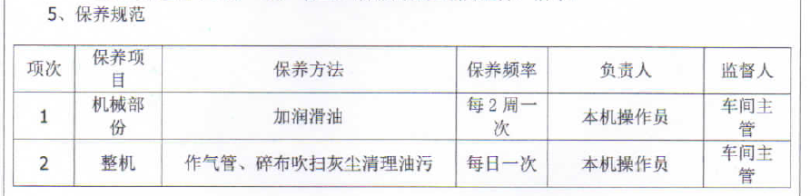 5、保养规范
项次 保养项目 保养方法 保养频率 负责人 监督人
1 机械部份 加润滑油 每2周一次 本机操作员 车间主管
2 整机 作气管、碎布吹扫灰尘清理油污 每日一次 本机操作员 车间主管